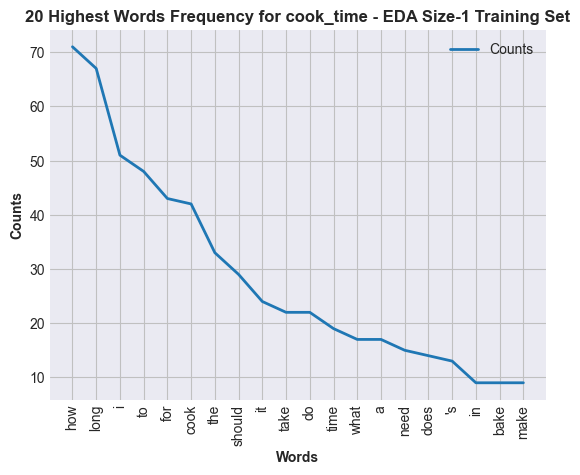 20 Highest Words Frequency for cook_time - EDA Size-1 Training Set
Counts
70
60
50
40
30
20
10
Counts
how
long
i
to
for
cook
the
should
it
take
do
time
what
a
need
does
's
in
bake
make
Words